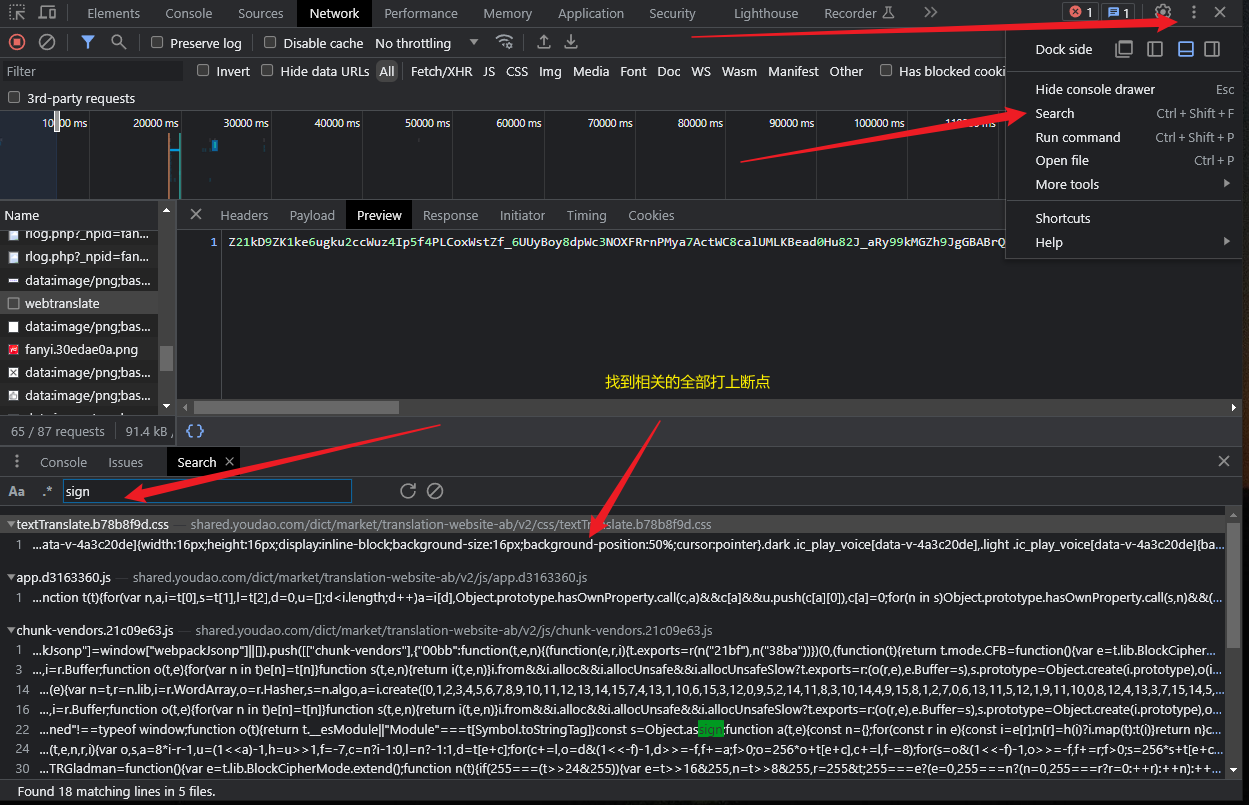 Elements Console Sources Network Performance Memory Application Security Lighthouse Recorder 1 1
Preserve log Disable cache No throttling
Dock side
Filter Invert Hide data URLs All Fetch/XHR JS CSS Img Media Font Doc WS Wasm Manifest Other Has blocked cooki
Hide console drawer Esc
3rd-party requests
Search Ctrl + Shift + F
20000 ms 30000 ms 40000 ms 50000 ms 60000 ms 70000 ms 80000 ms 90000 ms 100000 ms
Run command Ctrl + Shift + P
Open file Ctrl + P
More tools
Shortcuts
Help
Name
Headers Payload Preview Response Initiator Timing Cookies
rlog.php?_npid=fan...
rlog.php?_npid=fan...
data:image/png;bas...
webtranslate
data:image/png;bas...
fanyi.30edae0a.png
data:image/png;bas...
data:image/png;bas...
1 Z21kD9ZK1ke6ugku2ccWuz4Ip5f4PLCoxWstZf_6UUyBoy8dpWc3NOXFRrnPMya7ActWC8calUMLKBead0Hu82J_aRy99kMGZh9JgGBABrQ
找到相关的全部打上断点
65 / 87 requests 91.4 kB
{ }
Console Issues Search
Aa .* sign
textTranslate.b78b8f9d.css — shared.youdao.com/dict/market/translation-website-ab/v2/css/textTranslate.b78b8f9d.css
1 ...ata-v-4a3c20de]{width:16px;height:16px;display:inline-block;background-size:16px;background-position:50%;cursor:pointer}.dark .ic_play_voice[data-v-4a3c20de],.light .ic_play_voice[data-v-4a3c20de]{ba...
app.d3163360.js — shared.youdao.com/dict/market/translation-website-ab/v2/js/app.d3163360.js
1 ...nction t(t){for(var n,a,i=t[0],s=t[1],l=t[2],d=0,u=[];d<i.length;d++)a=i[d],Object.prototype.hasOwnProperty.call(c,a)&&c[a]&&u.push(c[a][0]),c[a]=0;for(n in s)Object.prototype.hasOwnProperty.call(s,n)&&(...
chunk-vendors.21c09e63.js — shared.youdao.com/dict/market/translation-website-ab/v2/js/chunk-vendors.21c09e63.js
1 ...kJsonp"]=window["webpackJsonp"]||[]).push([["chunk-vendors"],{"00bb":function(t,e,n){(function(e,r,i){t.exports=r(n("21bf"),n("38ba"))})(0,(function(t){return t.mode.CFB=function(){var e=t.lib.BlockCipher...
3 ...,i=r.Buffer;function o(t,e){for(var n in t)e[n]=t[n]}function s(t,e,n){return i(t,e,n)}i.from&&i.alloc&&i.allocUnsafe&&i.allocUnsafeSlow?t.exports=r:(o(r,e),e.Buffer=s),s.prototype=Object.create(i.prototype),o(i...
14 ...(e){var n=t,r=n.lib,i=r.WordArray,o=r.Hasher,s=n.algo,a=i.create([0,1,2,3,4,5,6,7,8,9,10,11,12,13,14,15,7,4,13,1,10,6,15,3,12,0,9,5,2,14,11,8,3,10,14,4,9,15,8,1,2,7,0,6,13,11,5,12,1,9,11,10,0,8,12,4,13,3,7,15,14,5,...
16 ...,i=r.Buffer;function o(t,e){for(var n in t)e[n]=t[n]}function s(t,e,n){return i(t,e,n)}i.from&&i.alloc&&i.allocUnsafe&&i.allocUnsafeSlow?t.exports=r:(o(r,e),e.Buffer=s),s.prototype=Object.create(i.prototype),o(i...
22 ...ned"!==typeof window;function o(t){return t.__esModule||"Module"===t[Symbol.toStringTag]}const s=Object.assign;function a(t,e){const n={};for(const r in e){const i=e[r];n[r]=h(i)?i.map(t):t(i)}return n}c...
24 ...(t,e,n,r,i){var o,s,a=8*i-r-1,u=(1<<a)-1,h=u>>1,f=-7,c=n?i-1:0,l=n?-1:1,d=t[e+c];for(c+=l,o=d&(1<<-f)-1,d>>=-f,f+=a;f>0;o=256*o+t[e+c],c+=l,f-=8);for(s=o&(1<<-f)-1,o>>=-f,f+=r;f>0;s=256*s+t[e+c...
30 ...TRGladman=function(){var e=t.lib.BlockCipherMode.extend();function n(t){if(255===(t>>24&255)){var e=t>>16&255,n=t>>8&255,r=255&t;255===e?(e=0,255===n?(n=0,255===r?r=0:++r):++n):++...
Found 18 matching lines in 5 files.